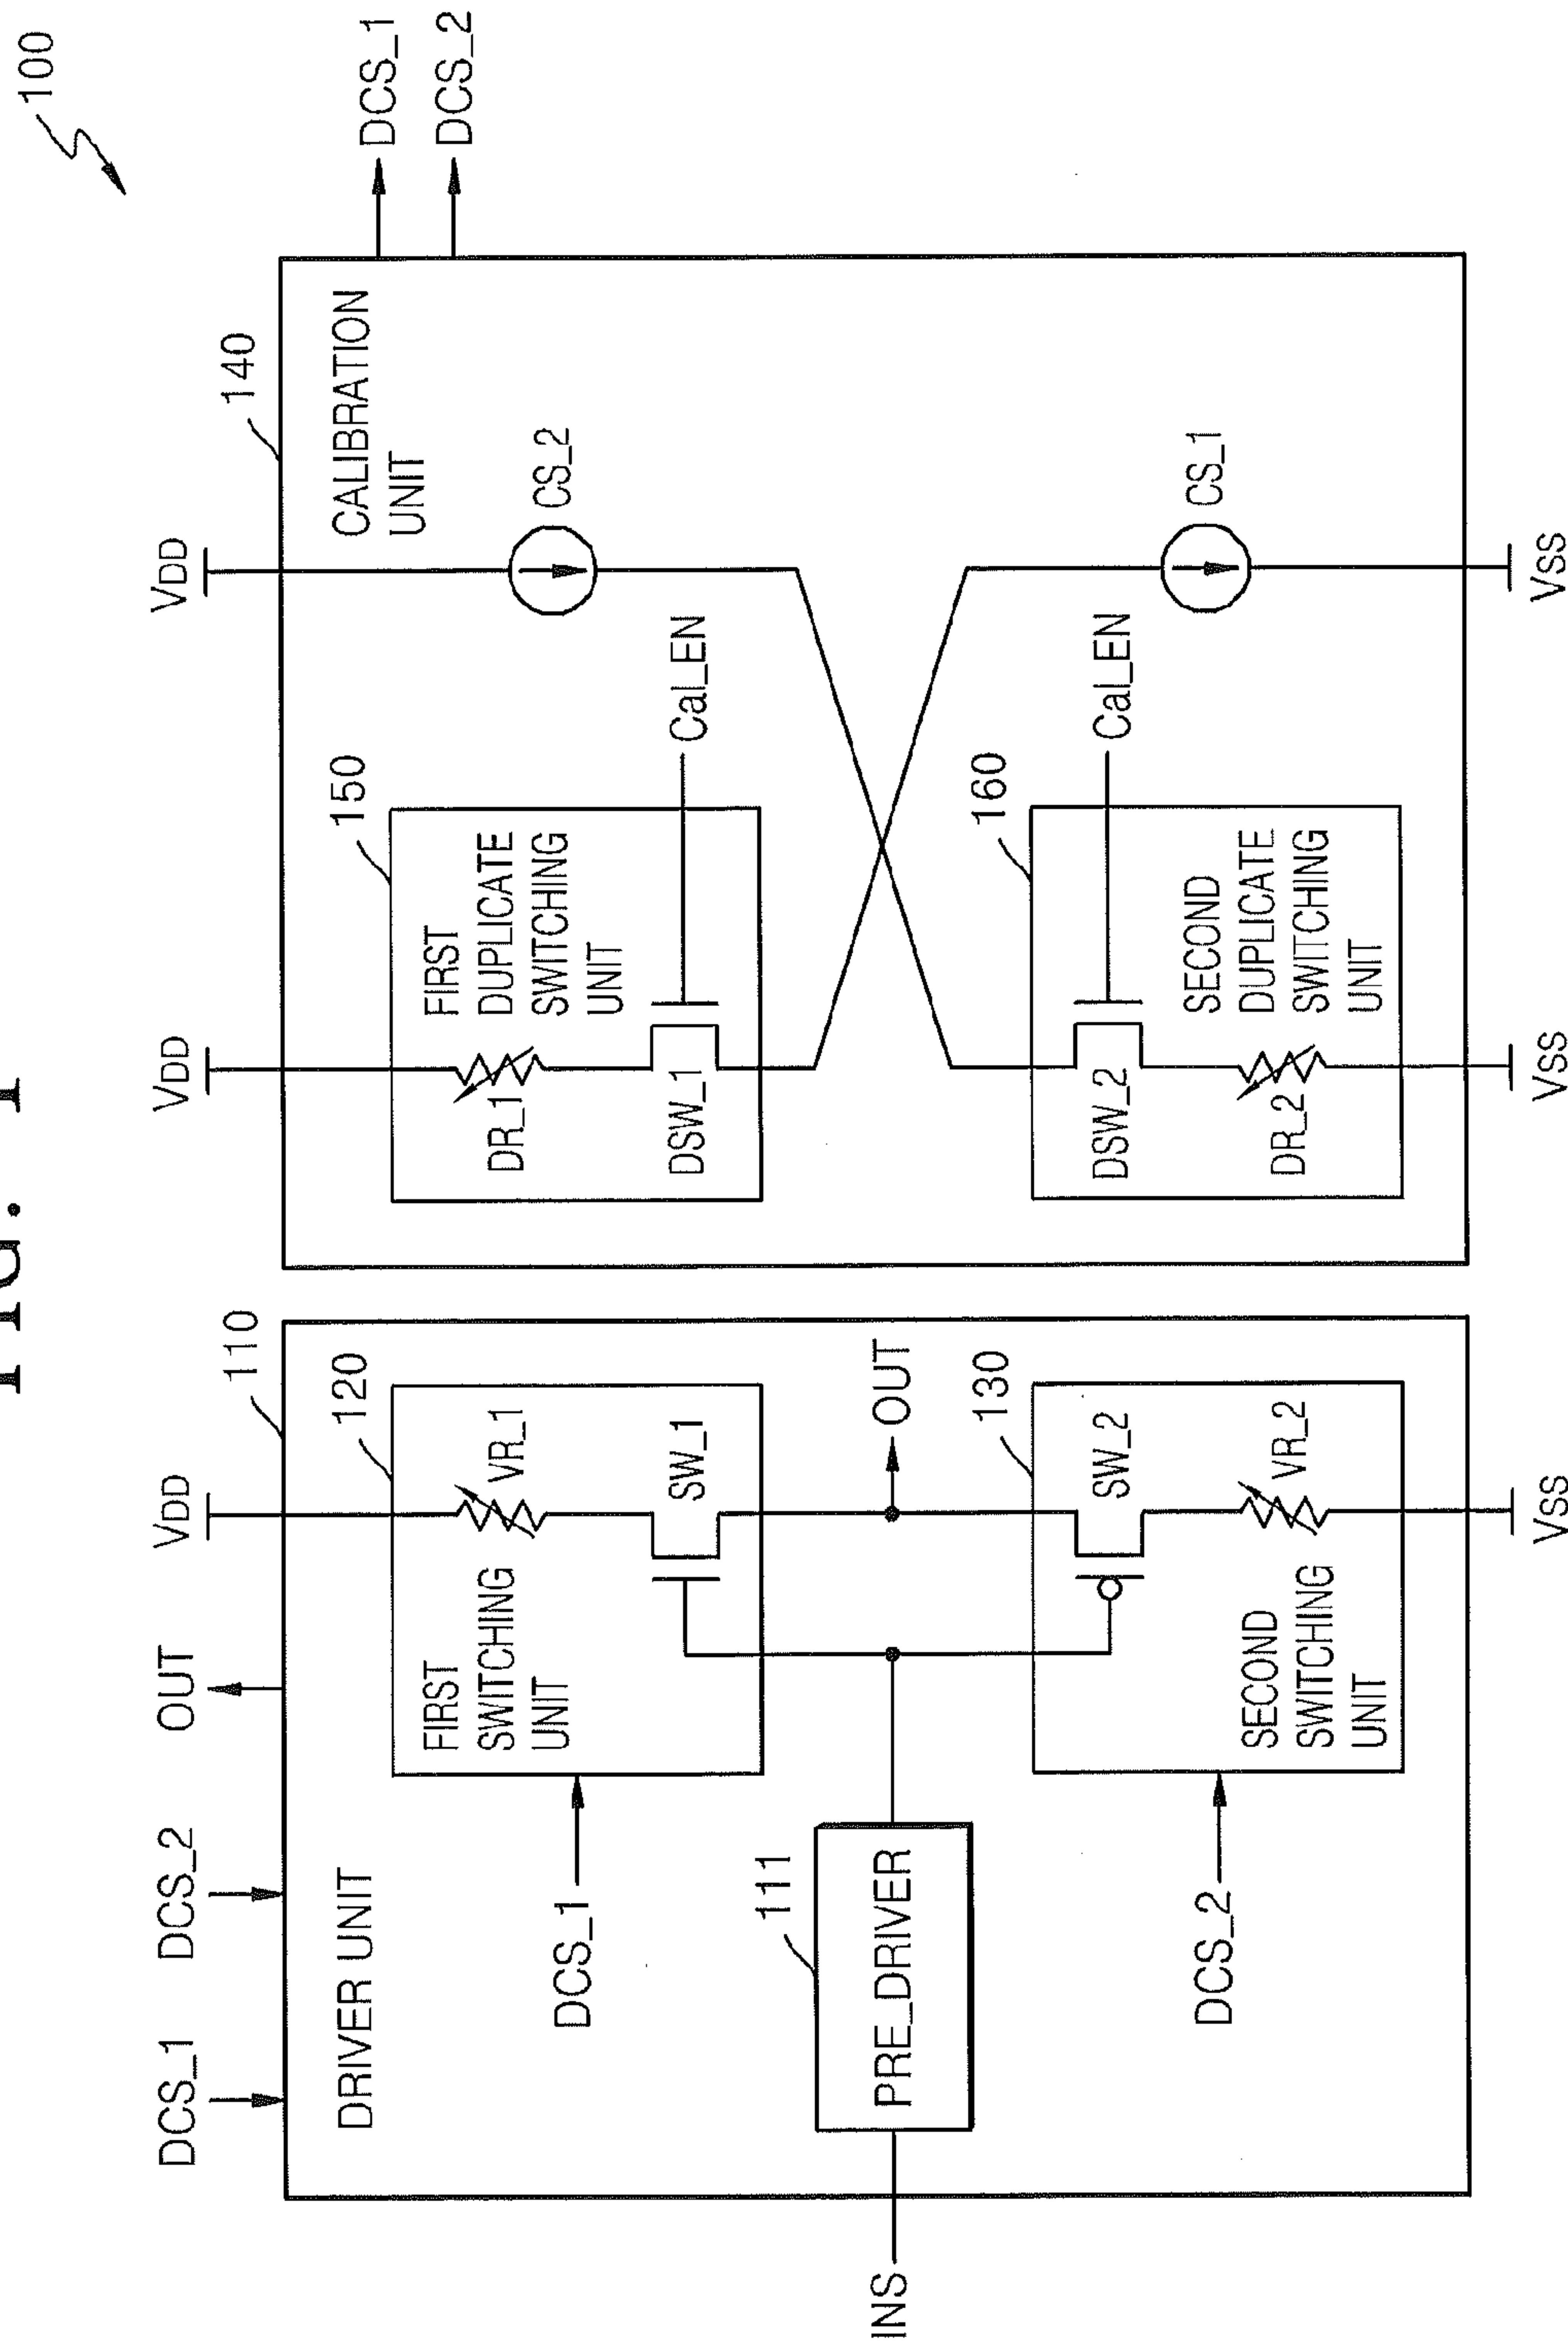 FIG. 1
100
DCS_1
DCS_2
OUT
110
VDD
DRIVER UNIT
120
FIRST
SWITCHING
UNIT
VR_1
SW_1
DCS_1
111
PRE_DRIVER
INS
OUT
130
SECOND
SWITCHING
UNIT
SW_2
VR_2
DCS_2
VSS
140
CALIBRATION
UNIT
VDD
VDD
150
FIRST
DUPLICATE
SWITCHING
UNIT
DR_1
DSW_1
Cal_EN
CS_2
160
SECOND
DUPLICATE
SWITCHING
UNIT
DSW_2
DR_2
Cal_EN
CS_1
VSS
VSS
DCS_1
DCS_2